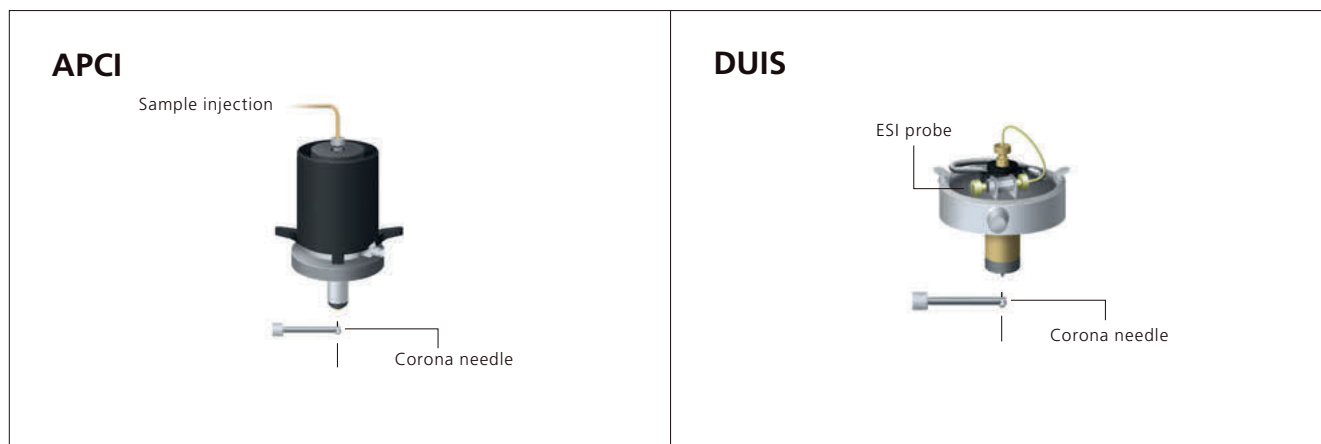 APCI
Sample injection
Corona needle
DUIS
ESI probe
Corona needle